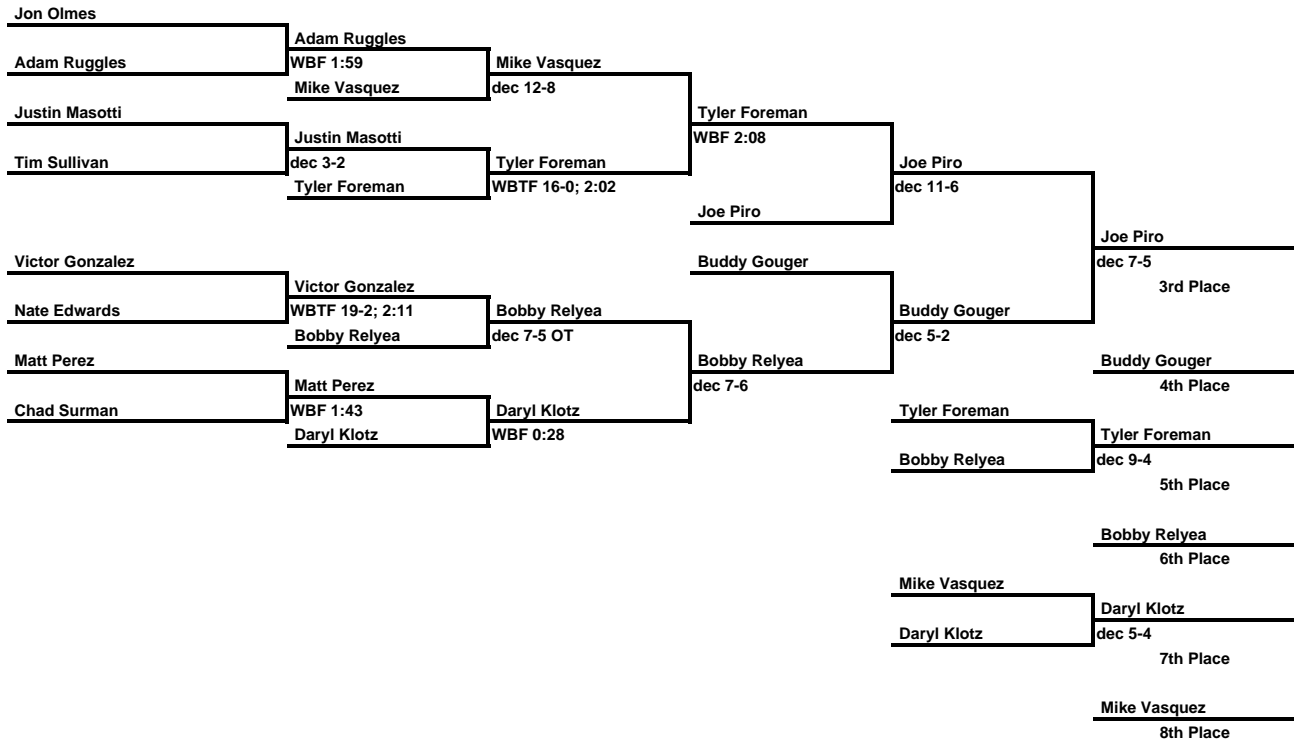 Jon Olmes
Adam Ruggles
Adam Ruggles
WBF 1:59
Mike Vasquez
Mike Vasquez
dec 12-8
Justin Masotti
Tyler Foreman
Justin Masotti
WBF 2:08
Tim Sullivan
dec 3-2
Tyler Foreman
Joe Piro
Tyler Foreman
WBTF 16-0; 2:02
dec 11-6
Joe Piro
Joe Piro
Victor Gonzalez
Buddy Gouger
dec 7-5
Victor Gonzalez
3rd Place
Nate Edwards
WBTF 19-2; 2:11
Bobby Relyea
Buddy Gouger
Bobby Relyea
dec 7-5 OT
dec 5-2
Matt Perez
Bobby Relyea
Buddy Gouger
Matt Perez
dec 7-6
4th Place
Chad Surman
WBF 1:43
Daryl Klotz
Tyler Foreman
Daryl Klotz
WBF 0:28
Tyler Foreman
Bobby Relyea
dec 9-4
5th Place
Bobby Relyea
6th Place
Mike Vasquez
Daryl Klotz
Daryl Klotz
dec 5-4
7th Place
Mike Vasquez
8th Place